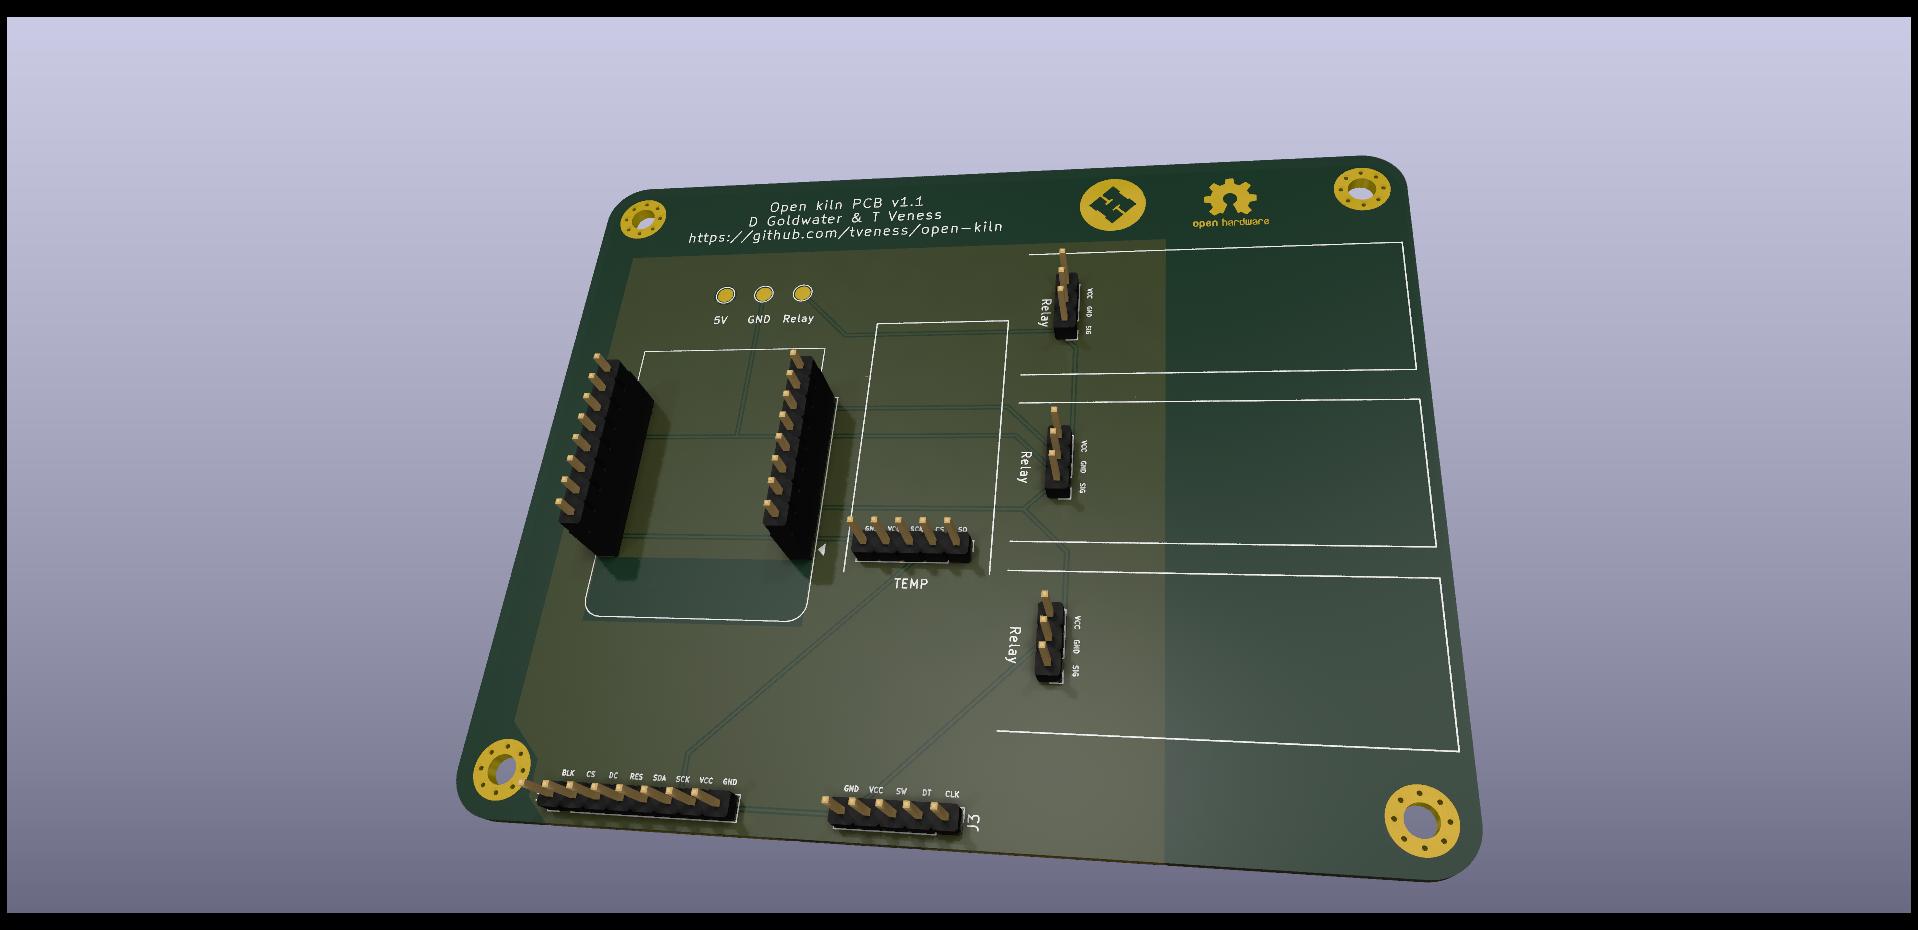 Open kiln PCB v1.1
D Goldwater & T Veness
https://github.com/tveness/open-kiln
open hardware
5V GND Relay
Relay
VCC GND SIG
Relay
VCC GND SIG
GND VCC SCK CS SO
TEMP
Relay
VCC GND SIG
BLK CS DC RES SDA SCK VCC GND
GND VCC SW DT CLK
J3